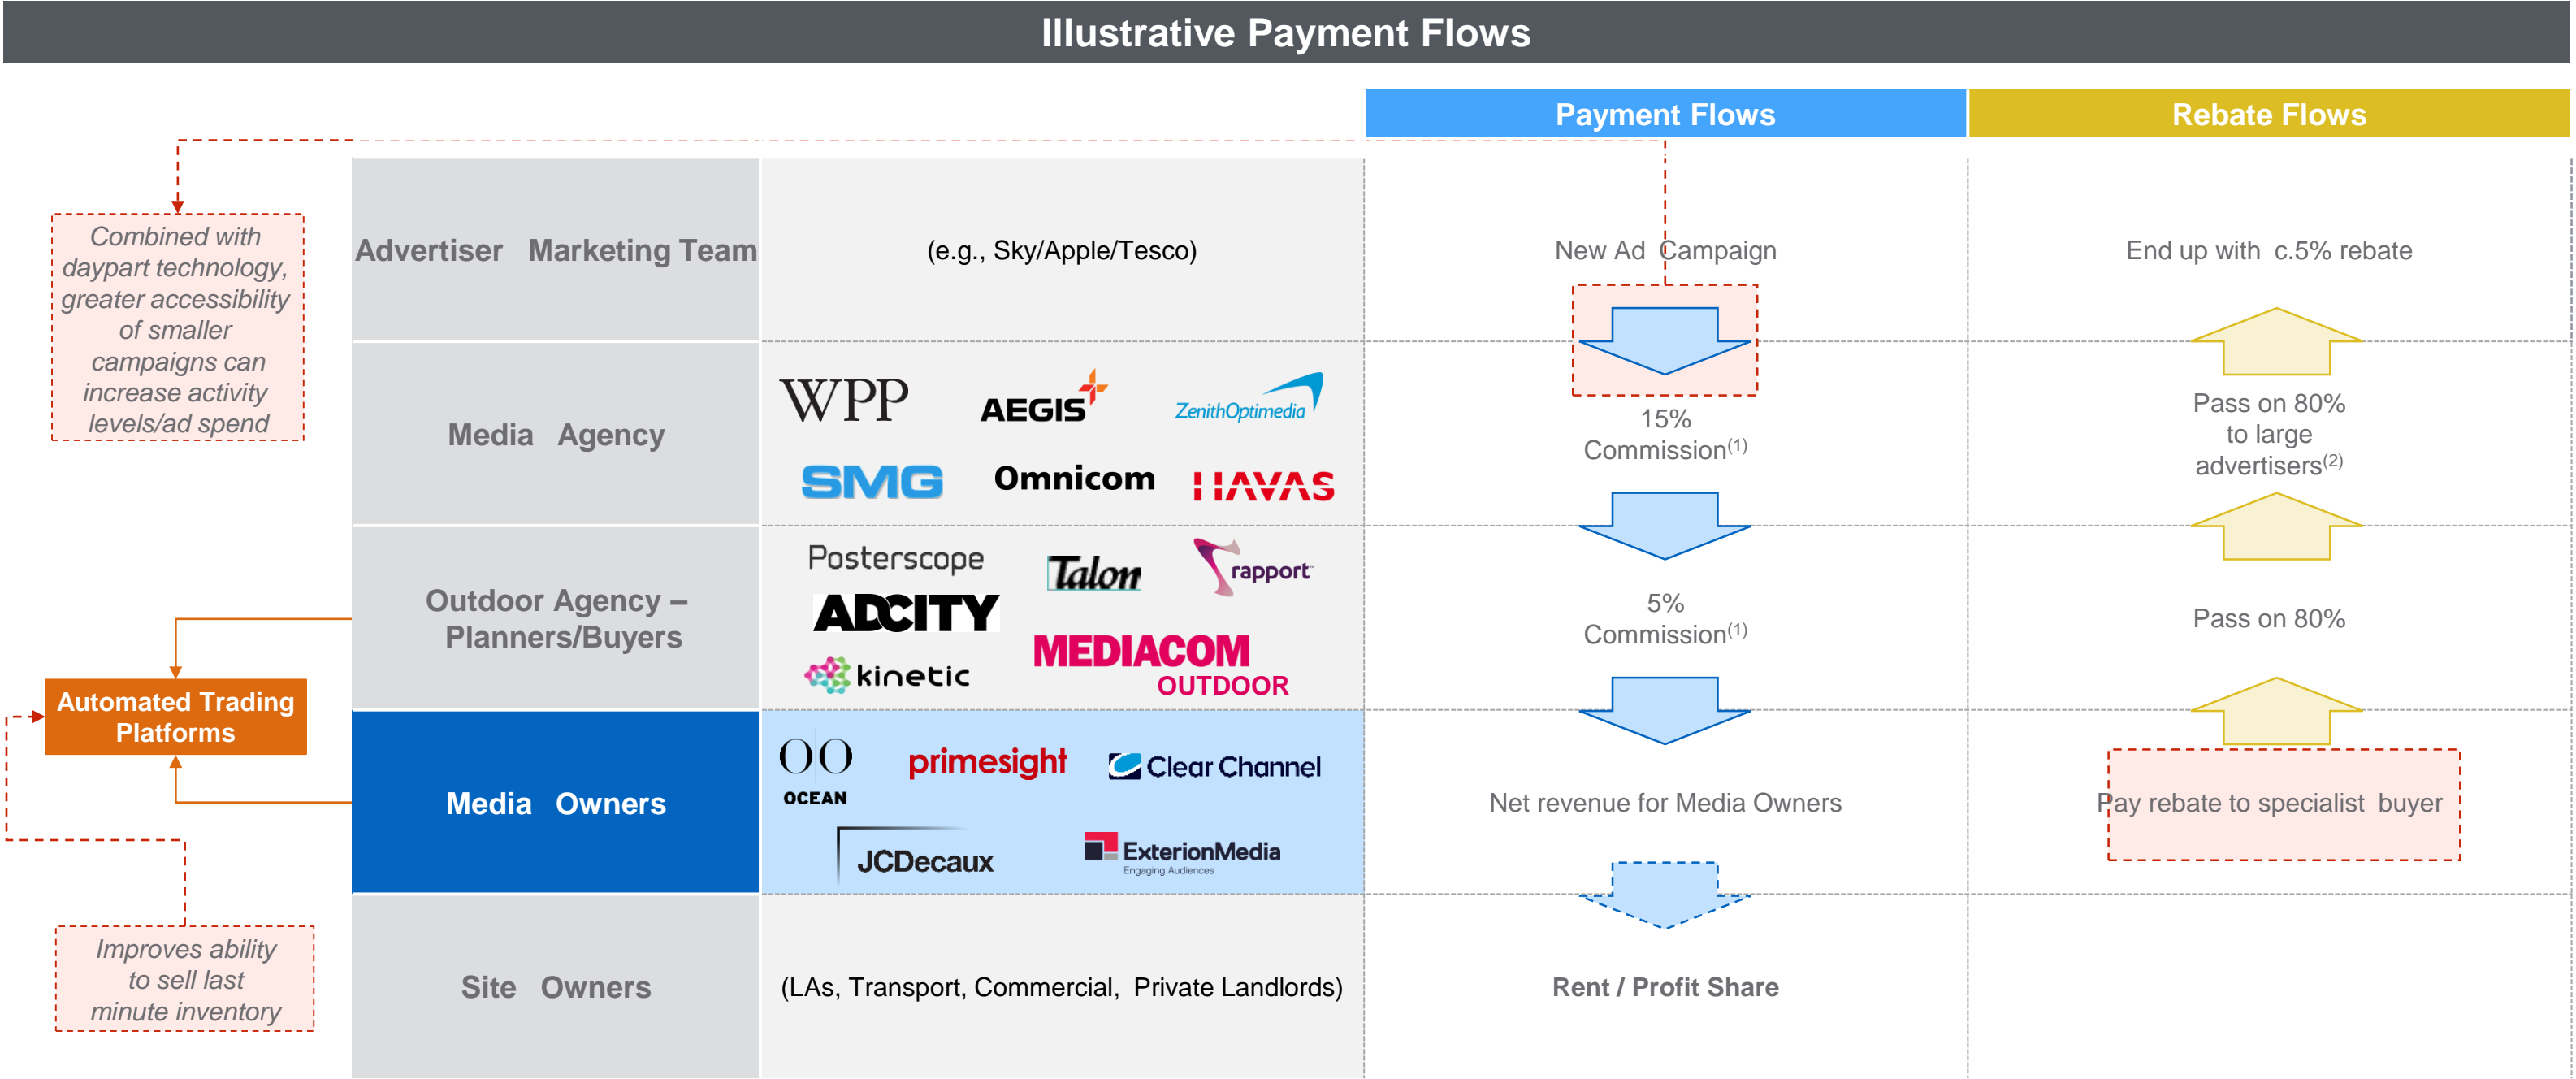 Illustrative Payment Flows
Payment Flows
Rebate Flows
Combined with
daypart technology,
greater accessibility
of smaller
campaigns can
increase activity
levels/ad spend
Advertiser Marketing Team
(e.g., Sky/Apple/Tesco)
New Ad Campaign
End up with c.5% rebate
Media Agency
WPP
AEGIS
ZenithOptimedia
SMG
Omnicom
HAVAS
15%
Commission(1)
Pass on 80%
to large
advertisers(2)
Outdoor Agency –
Planners/Buyers
Posterscope
Talon
rapport
ADCITY
MEDIACOM
OUTDOOR
kinetic
5%
Commission(1)
Pass on 80%
Automated Trading
Platforms
Media Owners
O|O
OCEAN
primesight
Clear Channel
JCDecaux
ExterionMedia
Engaging Audiences
Net revenue for Media Owners
Pay rebate to specialist buyer
Improves ability
to sell last
minute inventory
Site Owners
(LAs, Transport, Commercial, Private Landlords)
Rent / Profit Share